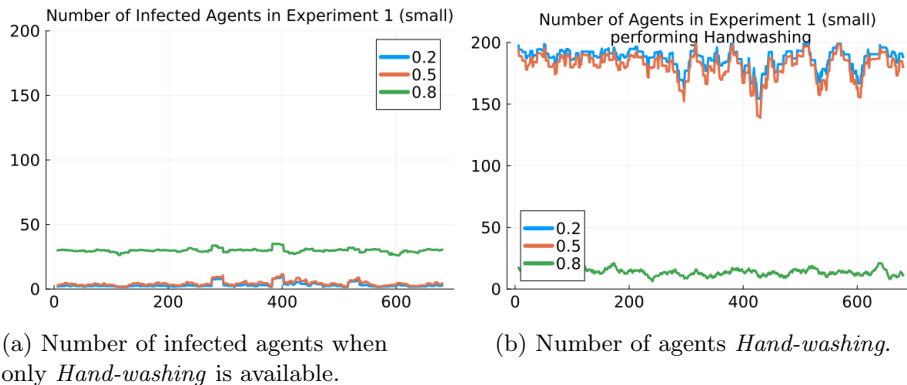 Number of Infected Agents in Experiment 1 (small)
200
150
100
50
0
0 200 400 600
0.2
0.5
0.8
(a) Number of infected agents when
only Hand-washing is available.
Number of Agents in Experiment 1 (small)
performing Handwashing
200
150
100
50
0
0 200 400 600
0.2
0.5
0.8
(b) Number of agents Hand-washing.